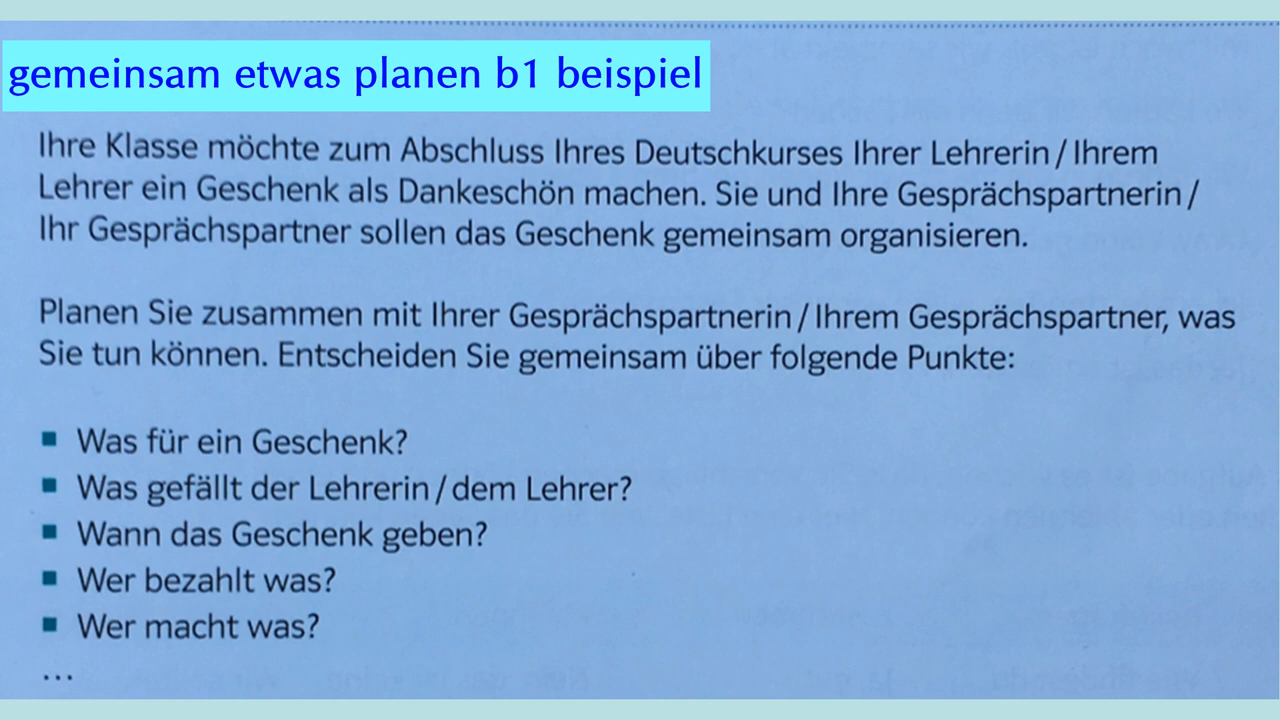 gemeinsam etwas planen b1 beispiel
Ihre Klasse möchte zum Abschluss Ihres Deutschkurses Ihrer Lehrerin / Ihrem
Lehrer ein Geschenk als Dankeschön machen. Sie und Ihre Gesprächspartnerin /
Ihr Gesprächspartner sollen das Geschenk gemeinsam organisieren.
Planen Sie zusammen mit Ihrer Gesprächspartnerin / Ihrem Gesprächspartner, was
Sie tun können. Entscheiden Sie gemeinsam über folgende Punkte:
■ Was für ein Geschenk?
■ Was gefällt der Lehrerin / dem Lehrer?
■ Wann das Geschenk geben?
■ Wer bezahlt was?
■ Wer macht was?
...